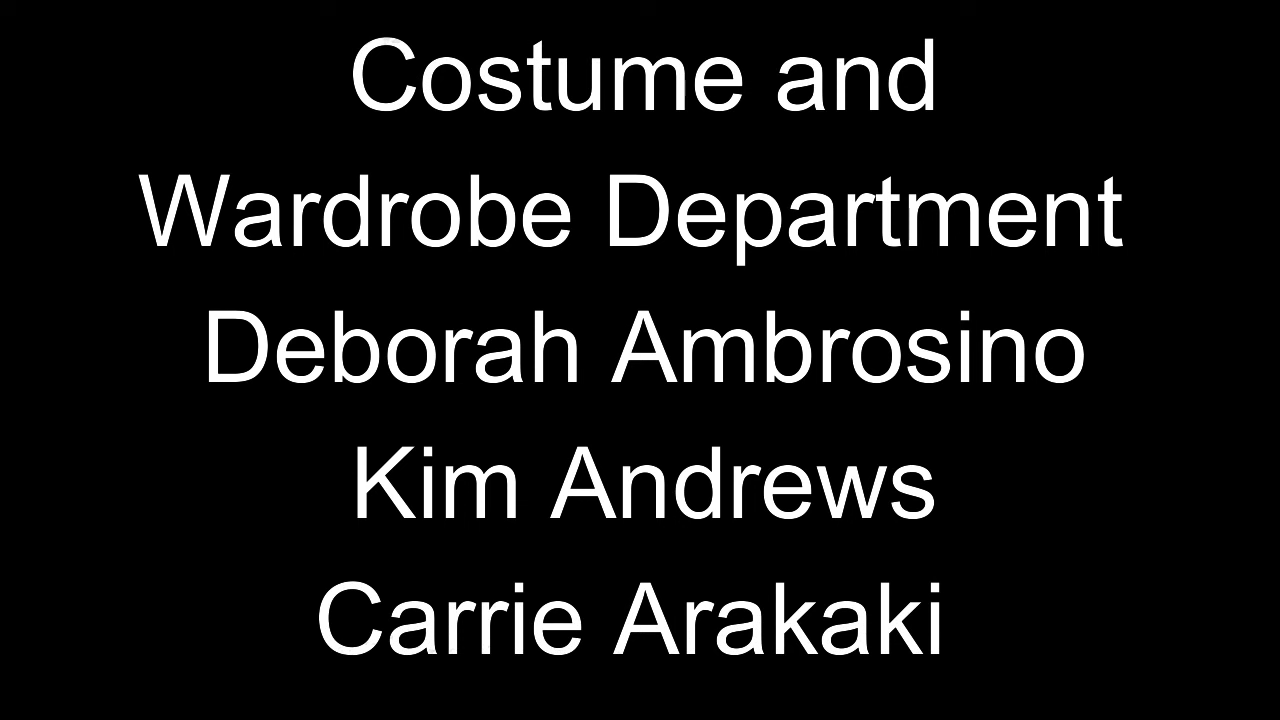 Costume and
Wardrobe Department
Deborah Ambrosino
Kim Andrews
Carrie Arakaki